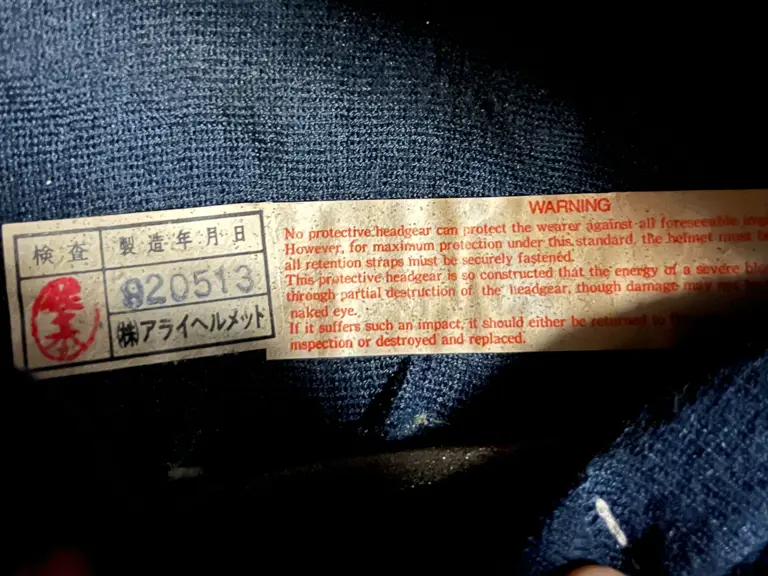 検査
製造年月日
920513
㈱アライヘルメット
WARNING
No protective headgear can protect the wearer against all foreseeable
However, for maximum protection under this standard, the helmet must
all retention straps must be securely fastened.
This protective headgear is so constructed that the energy of a severe
through partial destruction of the headgear, though damage may
naked eye.
If it suffers such an impact, it should either be returned to
inspection or destroyed and replaced.